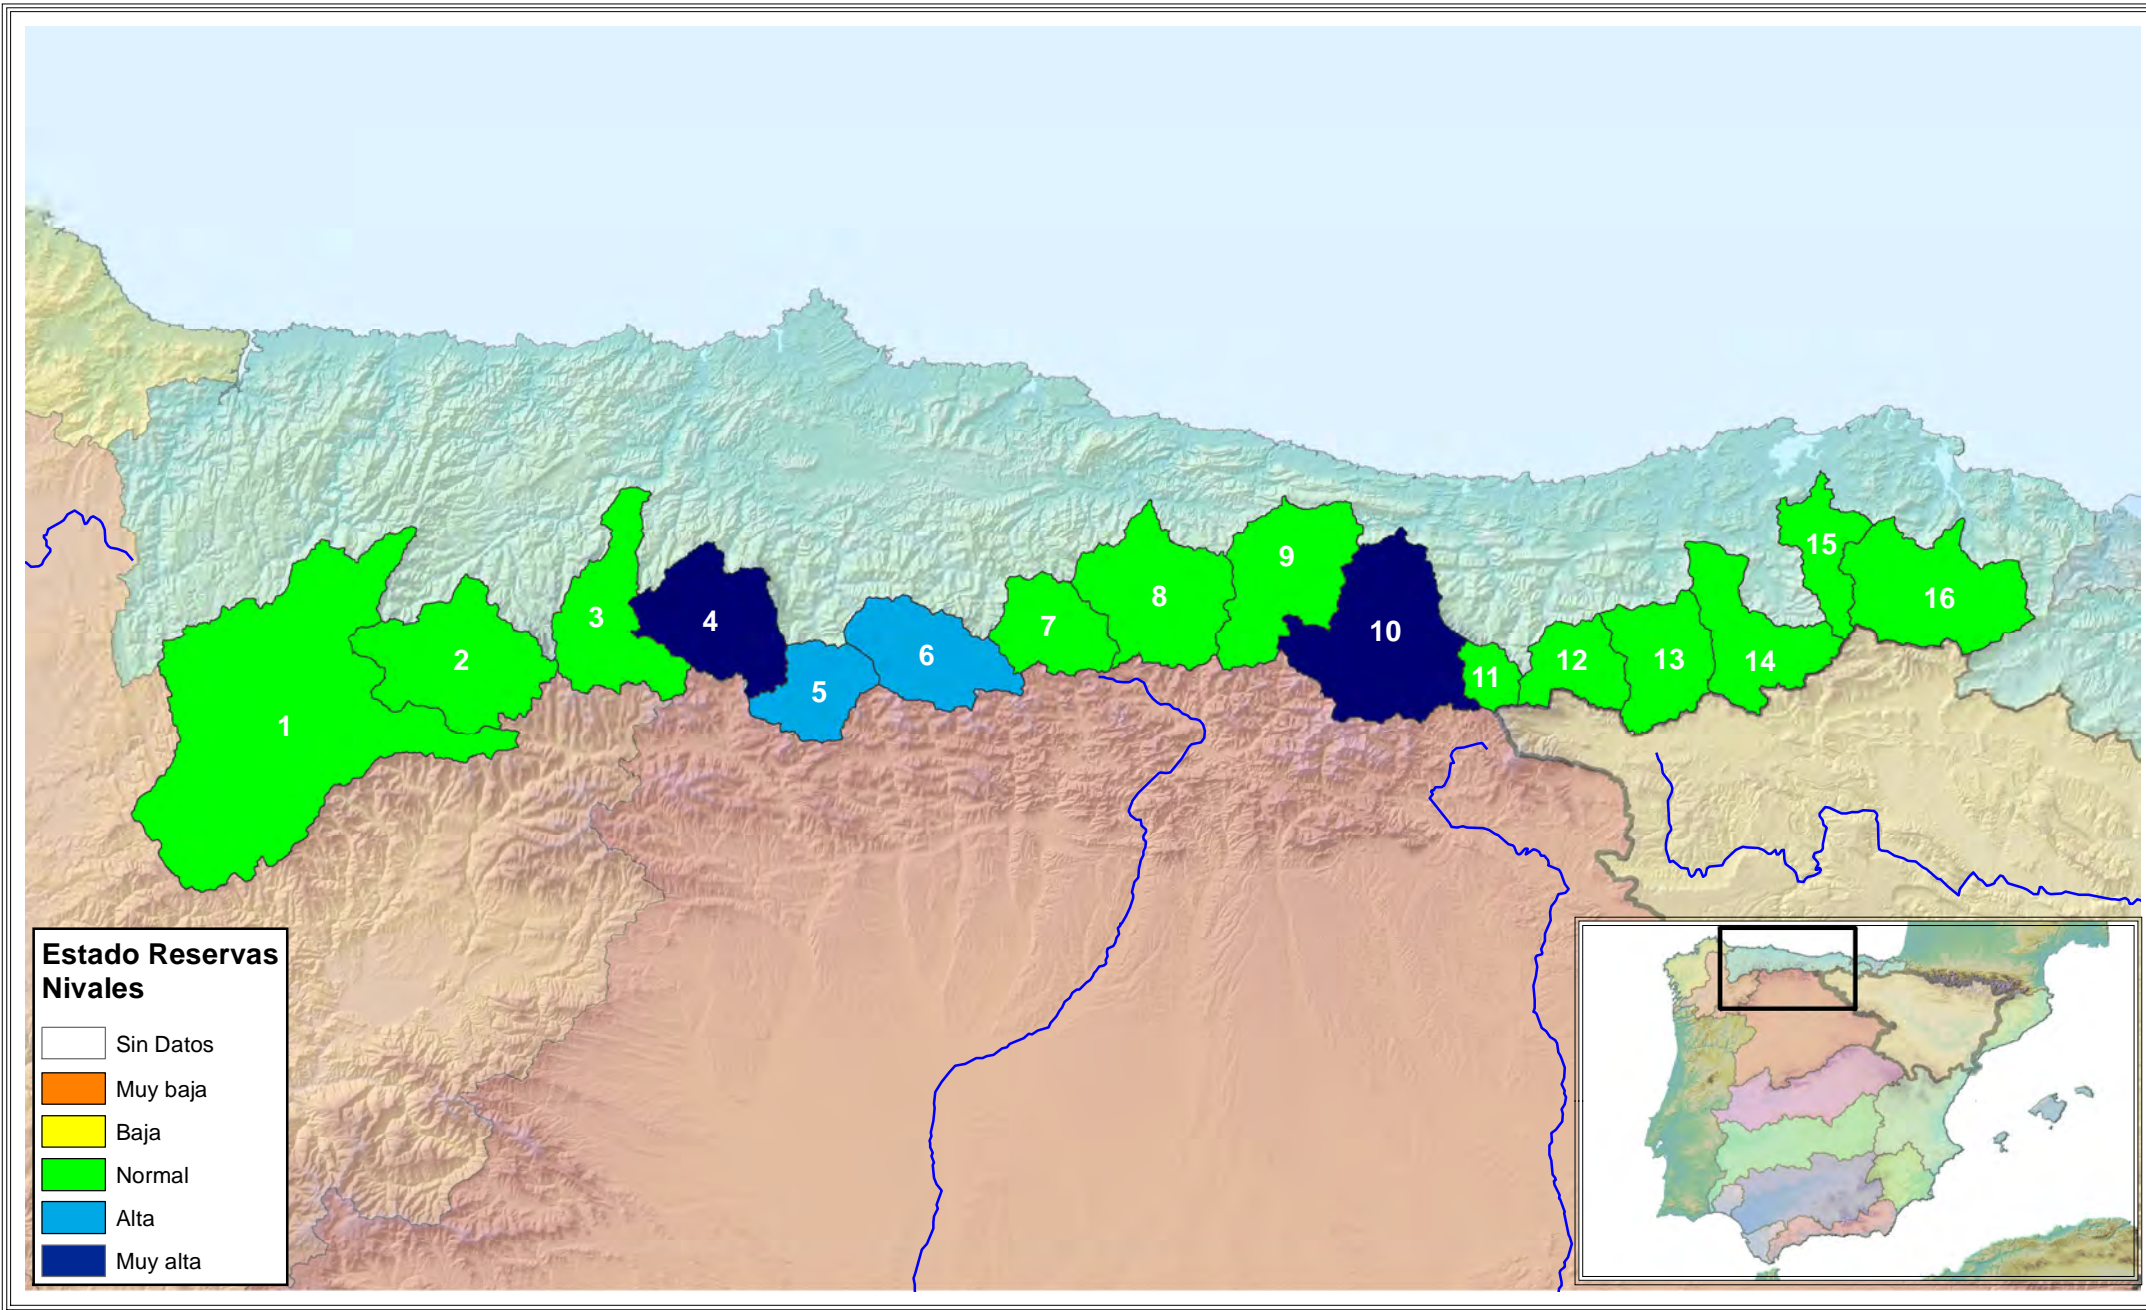 1
2
3
4
5
6
7
8
9
10
11
12
13
14
15
16
Estado Reservas
Nivales
Sin Datos
Muy baja
Baja
Normal
Alta
Muy alta